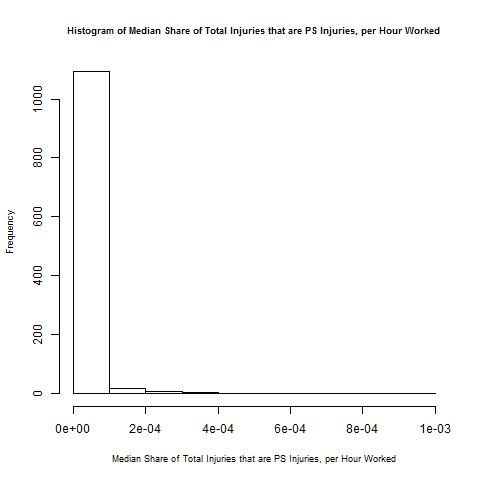 Histogram of Median Share of Total Injuries that are PS Injuries, per Hour Worked
1000
800
600
400
200
0
Frequency
0e+00 2e-04 4e-04 6e-04 8e-04 1e-03
Median Share of Total Injuries that are PS Injuries, per Hour Worked